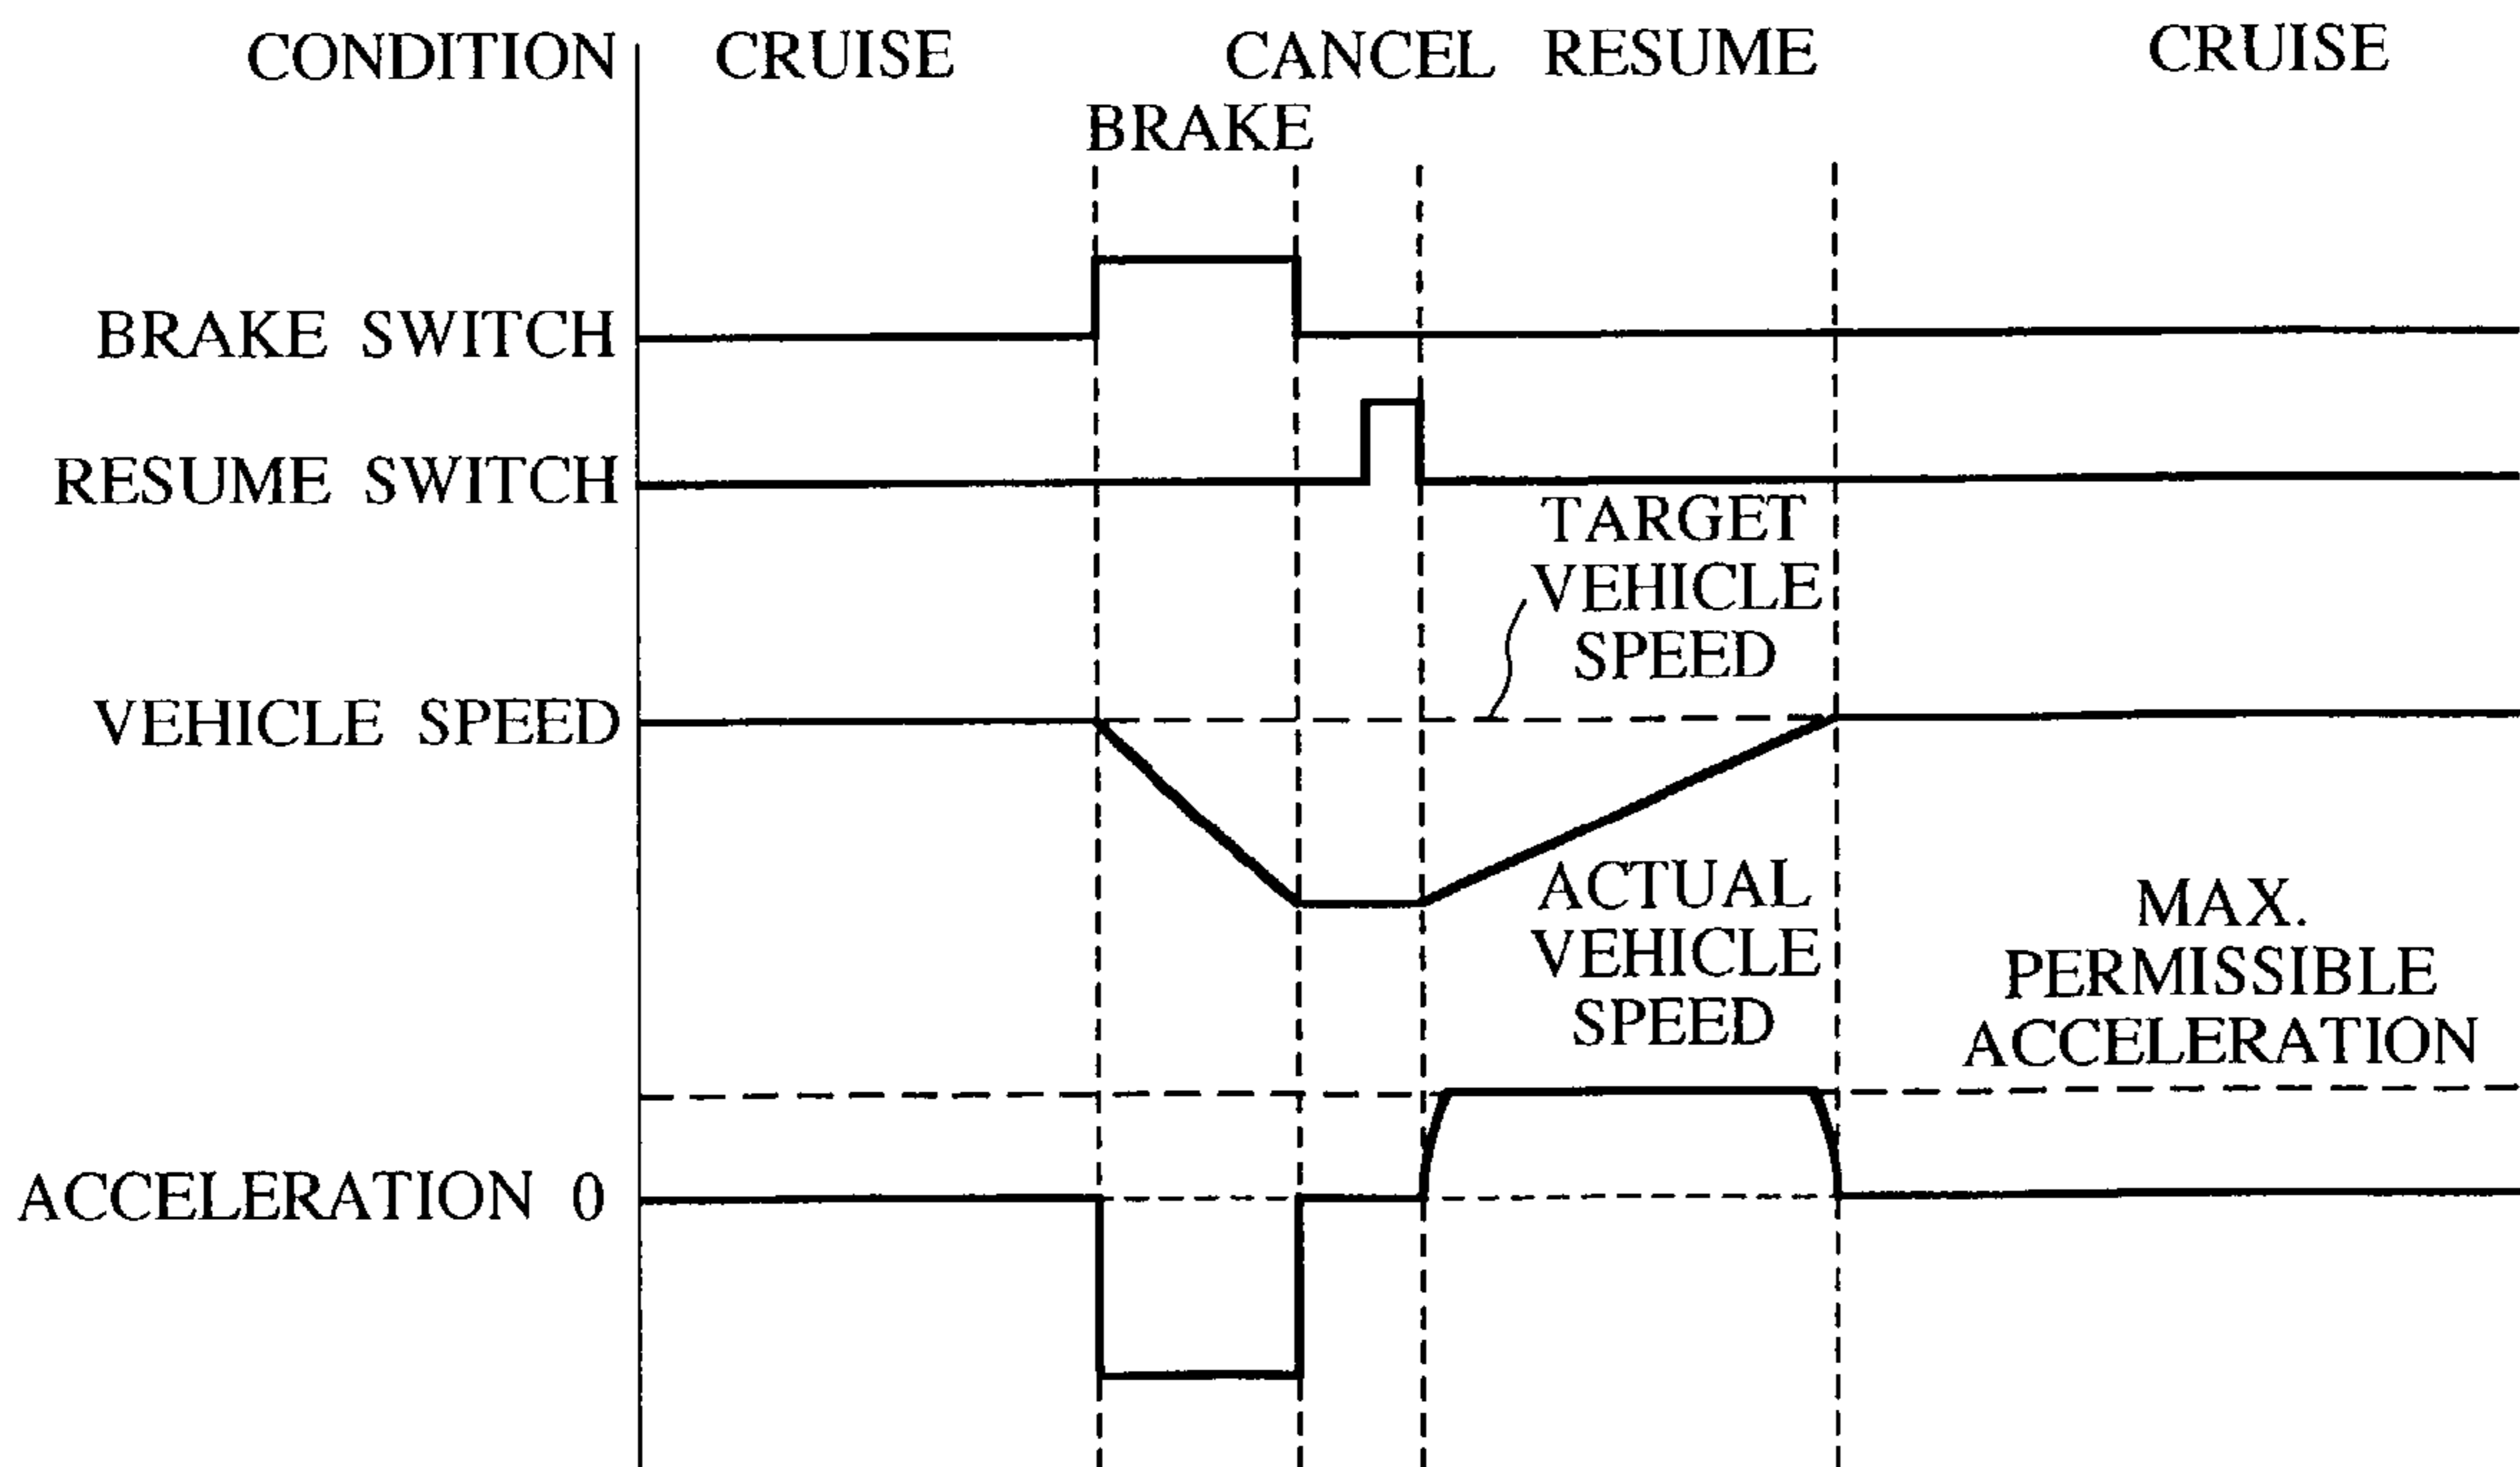 CONDITION CRUISE CANCEL RESUME CRUISE
BRAKE
BRAKE SWITCH
RESUME SWITCH
TARGET
VEHICLE
SPEED
VEHICLE SPEED
ACTUAL
VEHICLE
SPEED
MAX.
PERMISSIBLE
ACCELERATION
ACCELERATION 0